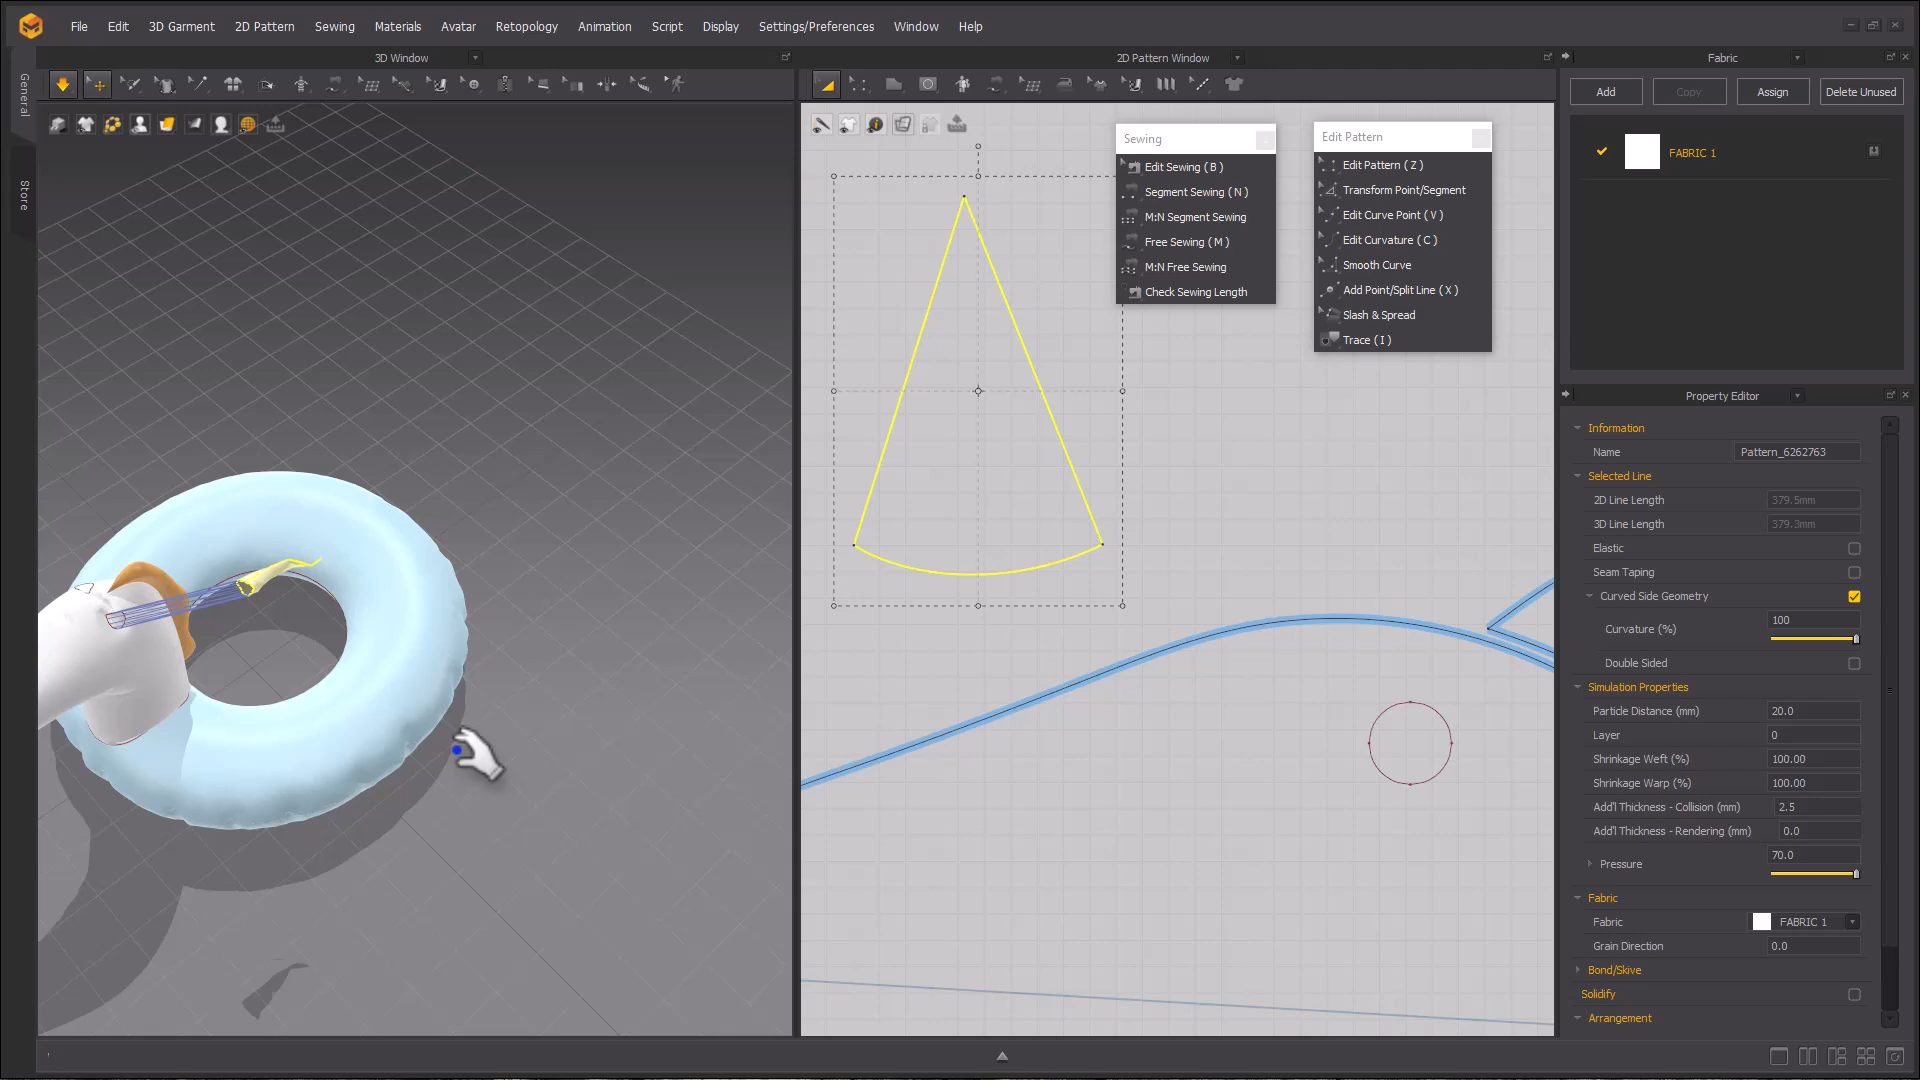 File Edit 3D Garment 2D Pattern Sewing Materials Avatar Retopology Animation Script Display Settings/Preferences Window Help
3D Window
2D Pattern Window
Fabric
General
Store
Add Copy Assign Delete Unused
FABRIC 1
Sewing
Edit Sewing ( B )
Segment Sewing ( N )
M:N Segment Sewing
Free Sewing ( M )
M:N Free Sewing
Check Sewing Length
Edit Pattern
Edit Pattern ( Z )
Transform Point/Segment
Edit Curve Point ( V )
Edit Curvature ( C )
Smooth Curve
Add Point/Split Line ( X )
Slash & Spread
Trace ( I )
Property Editor
Information
Name Pattern_6262763
Selected Line
2D Line Length 379.5mm
3D Line Length 379.3mm
Elastic
Seam Taping
Curved Side Geometry
Curvature (%) 100
Double Sided
Simulation Properties
Particle Distance (mm) 20.0
Layer 0
Shrinkage Weft (%) 100.00
Shrinkage Warp (%) 100.00
Add'l Thickness - Collision (mm) 2.5
Add'l Thickness - Rendering (mm) 0.0
Pressure 70.0
Fabric
Fabric FABRIC 1
Grain Direction 0.0
Bond/Skive
Solidify
Arrangement